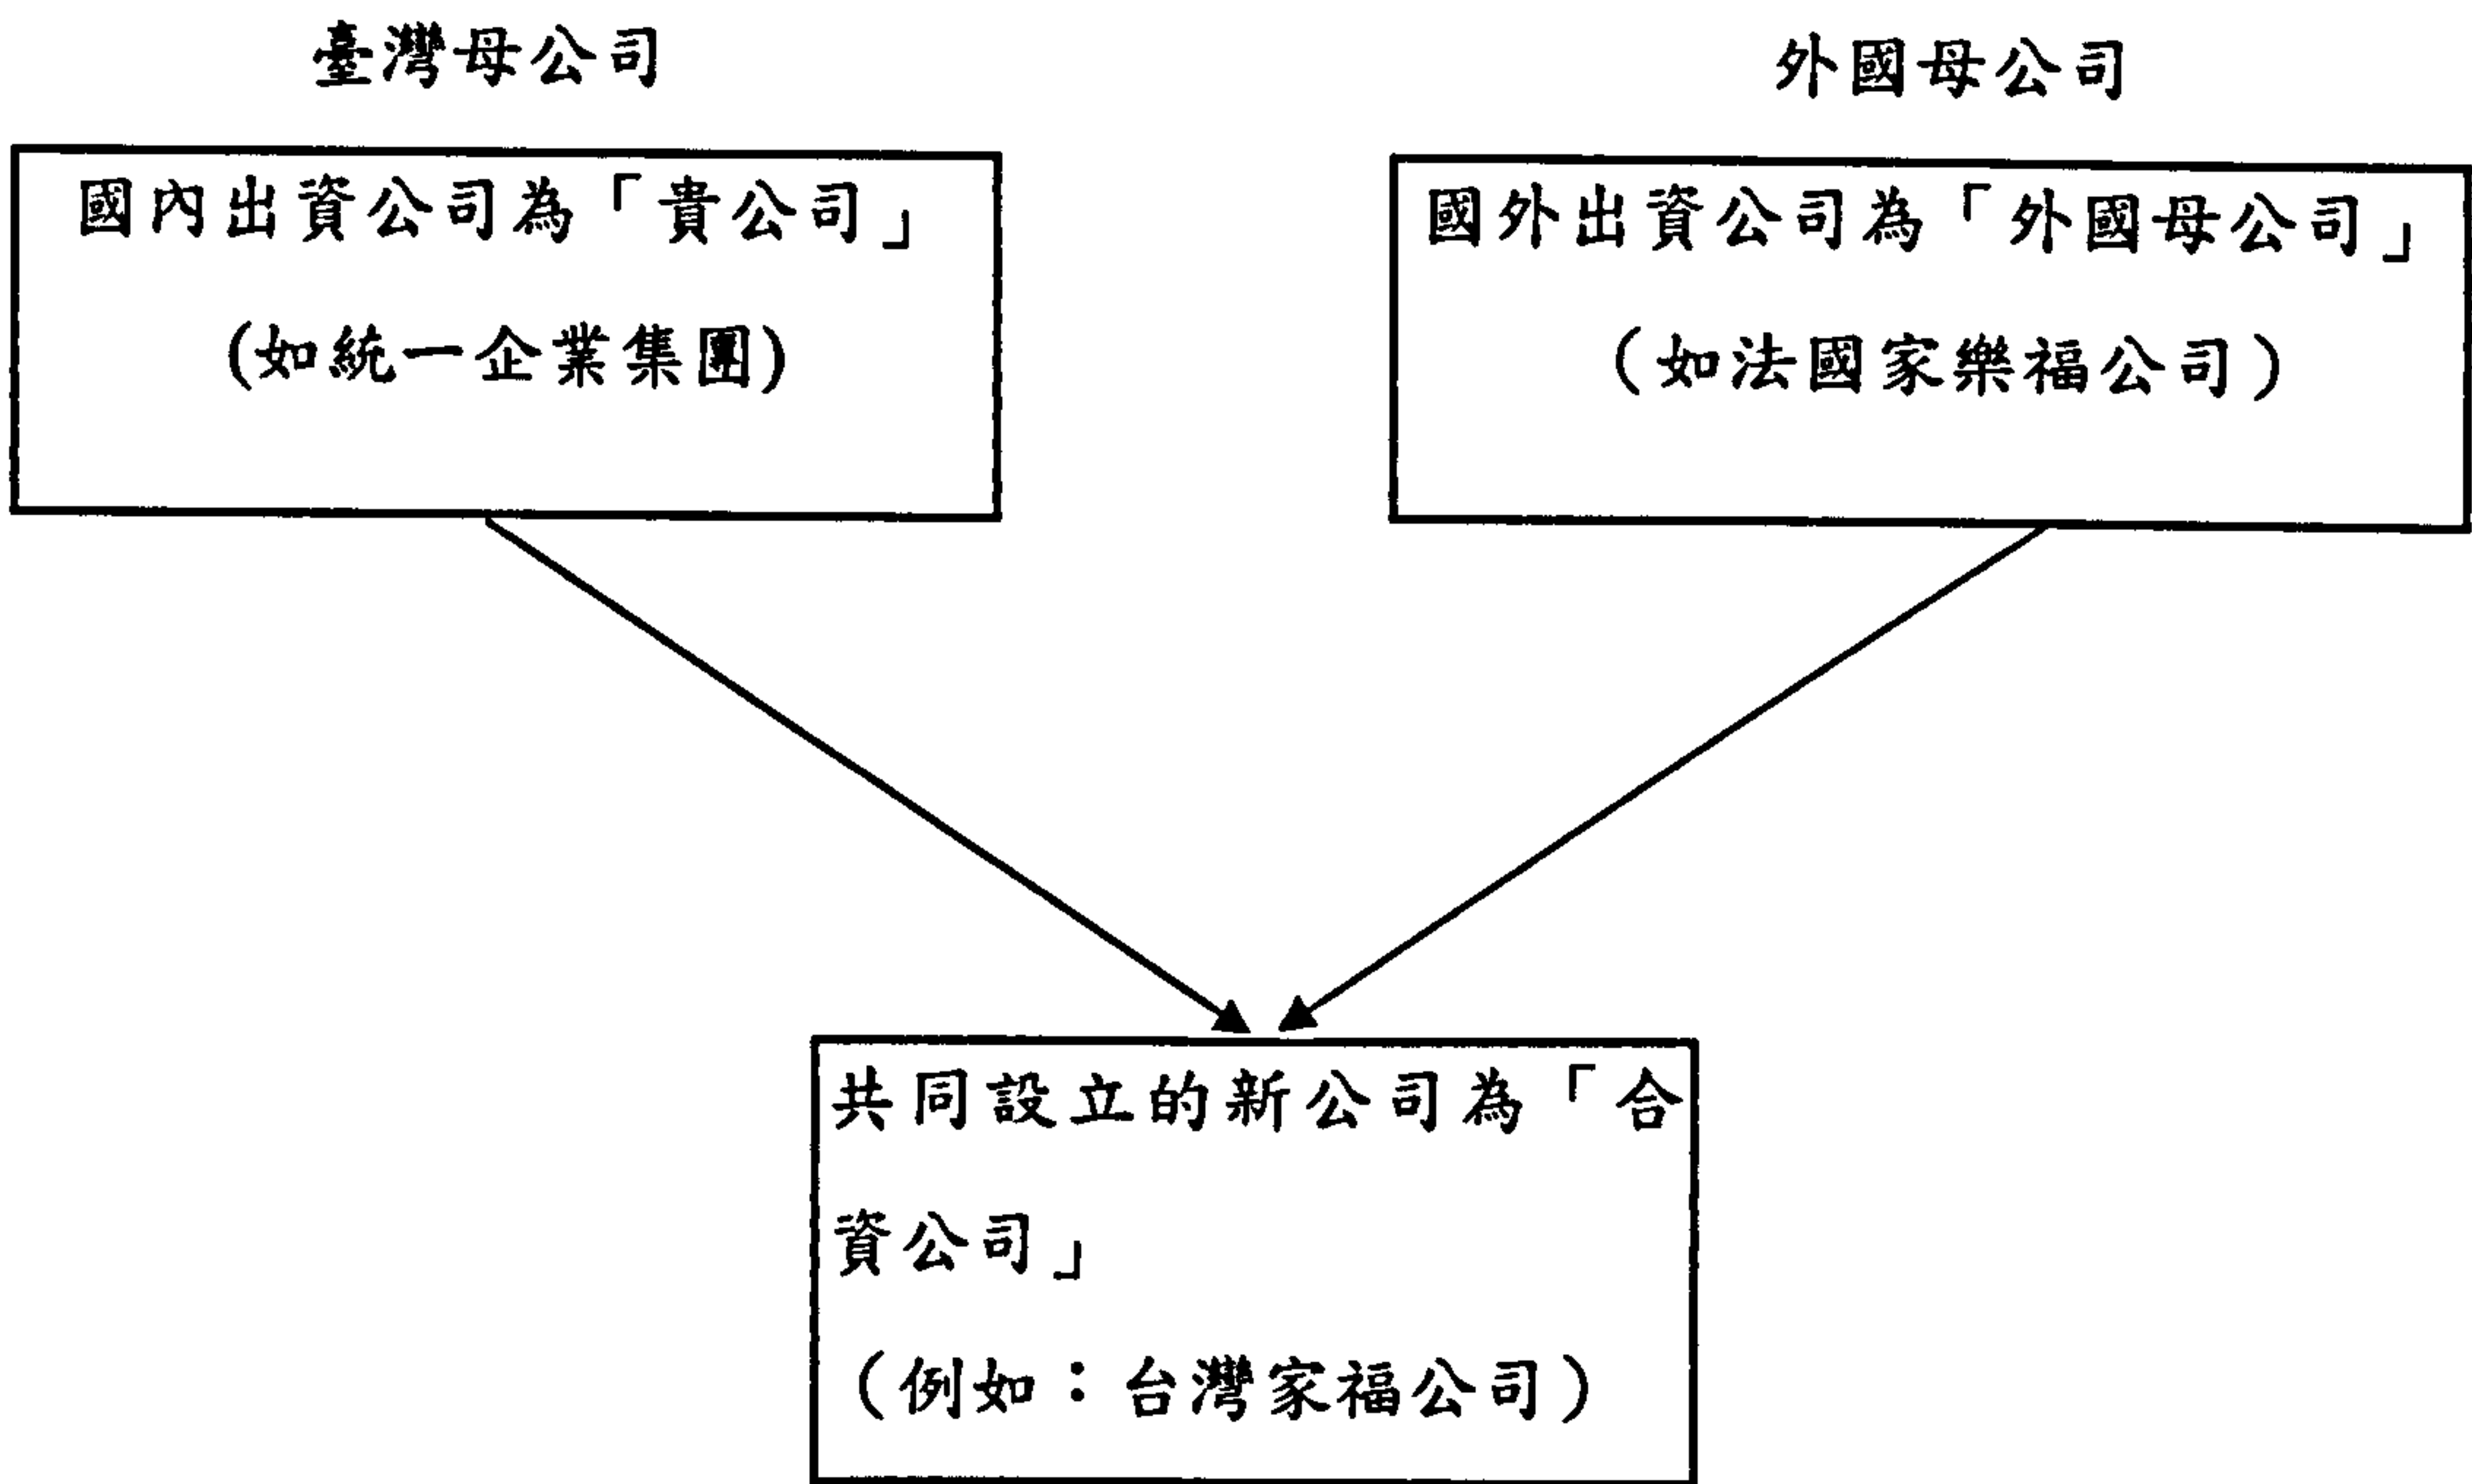 臺灣母公司
外國母公司
國內出資公司為「貴公司」
(如統一企業集團)
國外出資公司為「外國母公司」
（如法國家樂福公司）
共同設立的新公司為「合
資公司」
（例如：台灣家福公司）